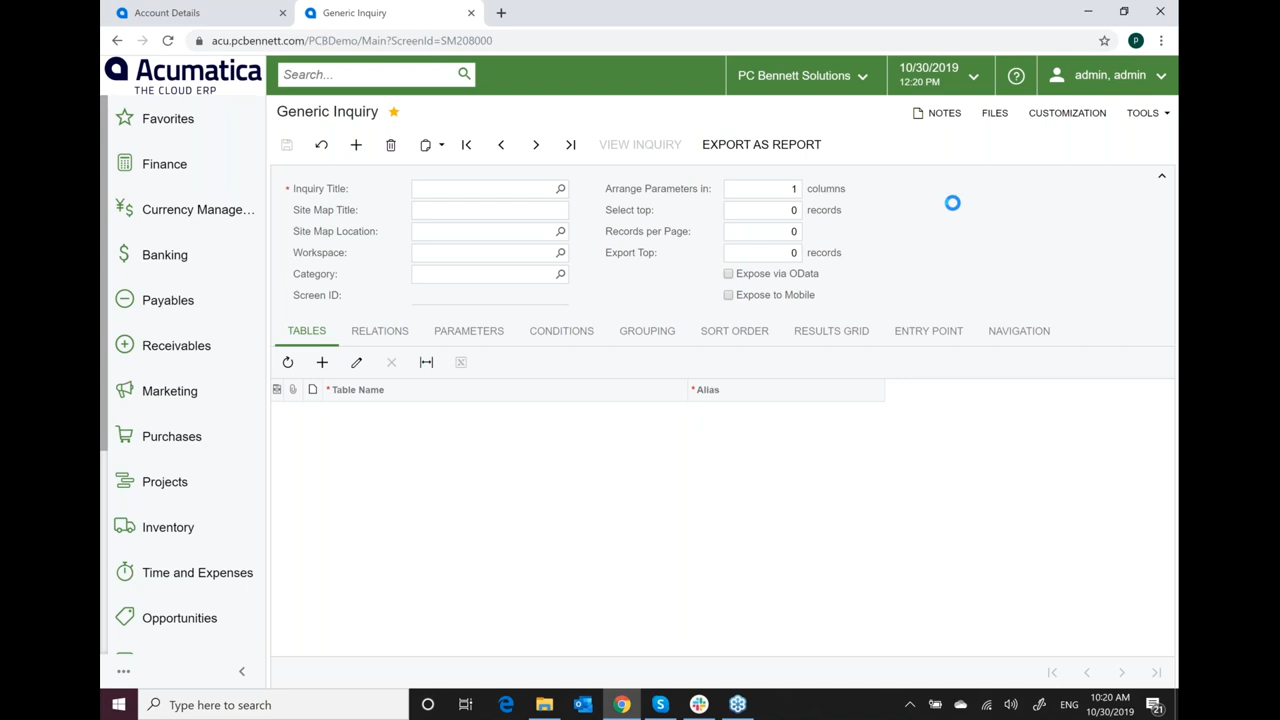 Account Details
Generic Inquiry
acu.pcbennett.com/PCBDemo/Main?ScreenId=SM208000
P
Acumatica
THE CLOUD ERP
Search...
PC Bennett Solutions
10/30/2019
12:20 PM
admin, admin
Favorites
Finance
Currency Manage...
Banking
Payables
Receivables
Marketing
Purchases
Projects
Inventory
Time and Expenses
Opportunities
Generic Inquiry
NOTES FILES CUSTOMIZATION TOOLS
VIEW INQUIRY EXPORT AS REPORT
* Inquiry Title: Arrange Parameters in: 1 columns
Site Map Title: Select top: 0 records
Site Map Location: Records per Page: 0
Workspace: Export Top: 0 records
Category: Expose via OData
Screen ID: Expose to Mobile
TABLES RELATIONS PARAMETERS CONDITIONS GROUPING SORT ORDER RESULTS GRID ENTRY POINT NAVIGATION
* Table Name * Alias
Type here to search
ENG
10:20 AM
10/30/2019
21